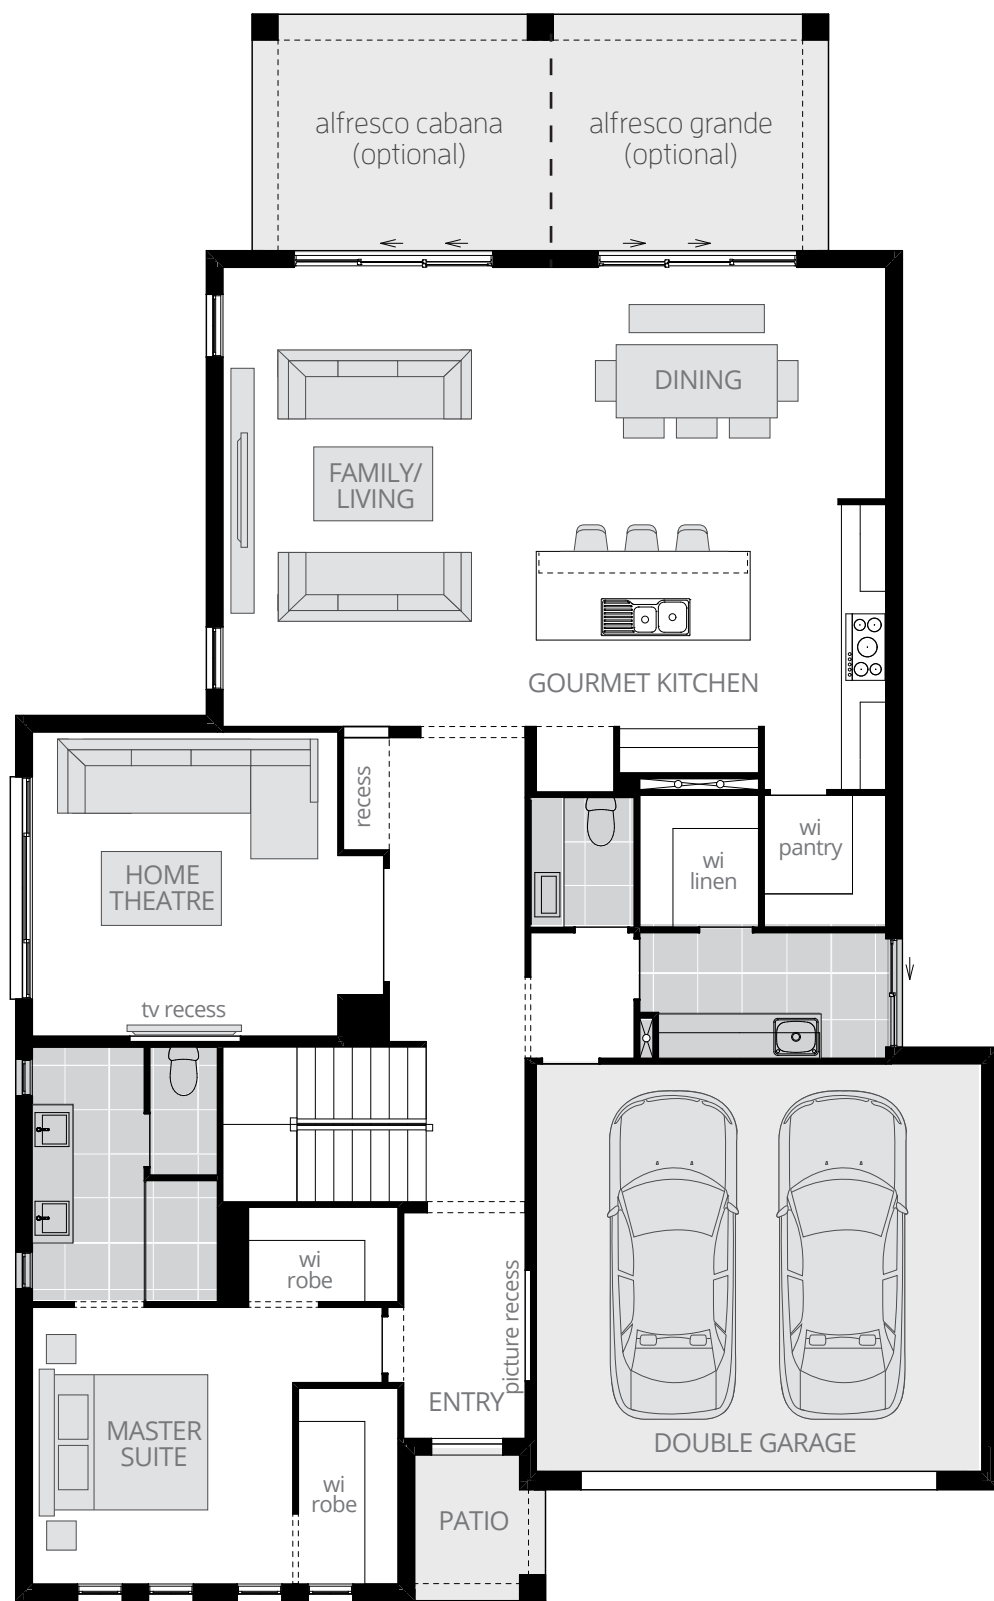 alfresco cabana
(optional)
alfresco grande
(optional)
DINING
FAMILY/
LIVING
GOURMET KITCHEN
recess
wi
pantry
wi
linen
HOME
THEATRE
tv recess
wi
robe
picture recess
ENTRY
MASTER
SUITE
DOUBLE GARAGE
wi
robe
PATIO